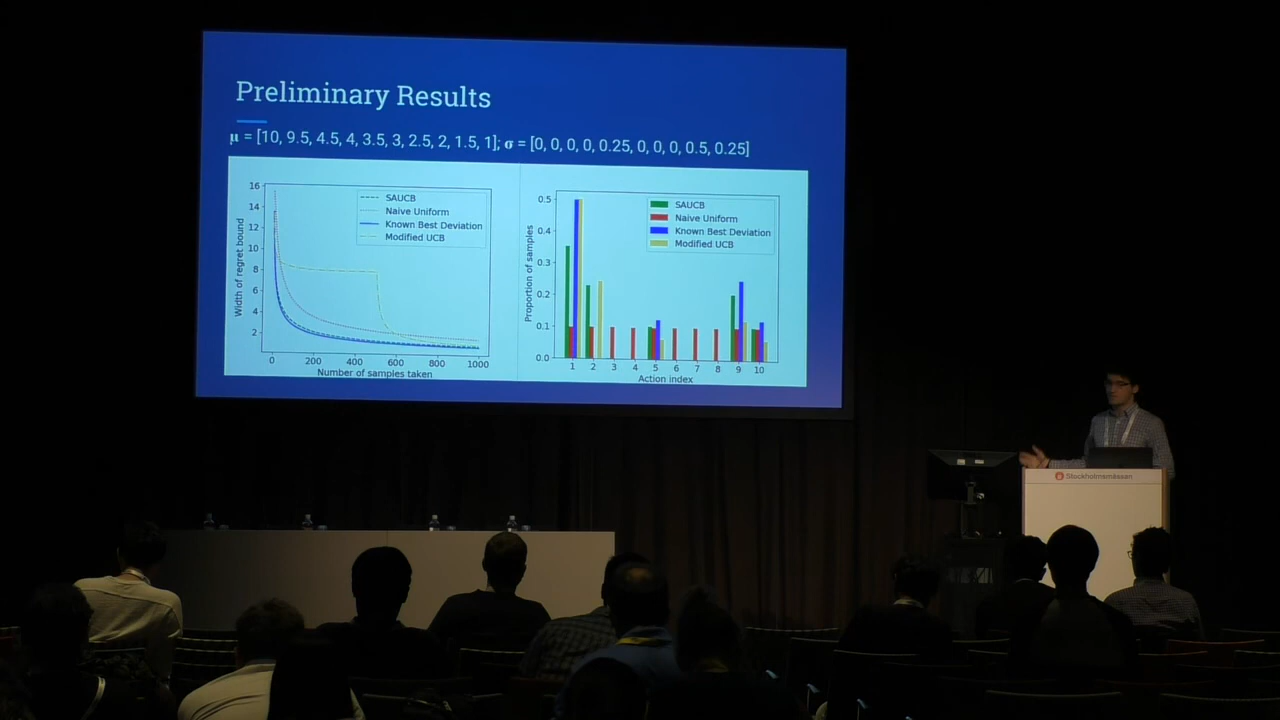 Preliminary Results
μ = [10, 9.5, 4.5, 4, 3.5, 3, 2.5, 2, 1.5, 1]; σ = [0, 0, 0, 0, 0.25, 0, 0, 0, 0.5, 0.25]
Width of regret bound
16
14
12
10
8
6
4
2
0 200 400 600 800 1000
Number of samples taken
SAUCB
Naive Uniform
Known Best Deviation
Modified UCB
Proportion of samples
0.5
0.4
0.3
0.2
0.1
0.0
1 2 3 4 5 6 7 8 9 10
Action index
SAUCB
Naive Uniform
Known Best Deviation
Modified UCB
Stockholmsmässan